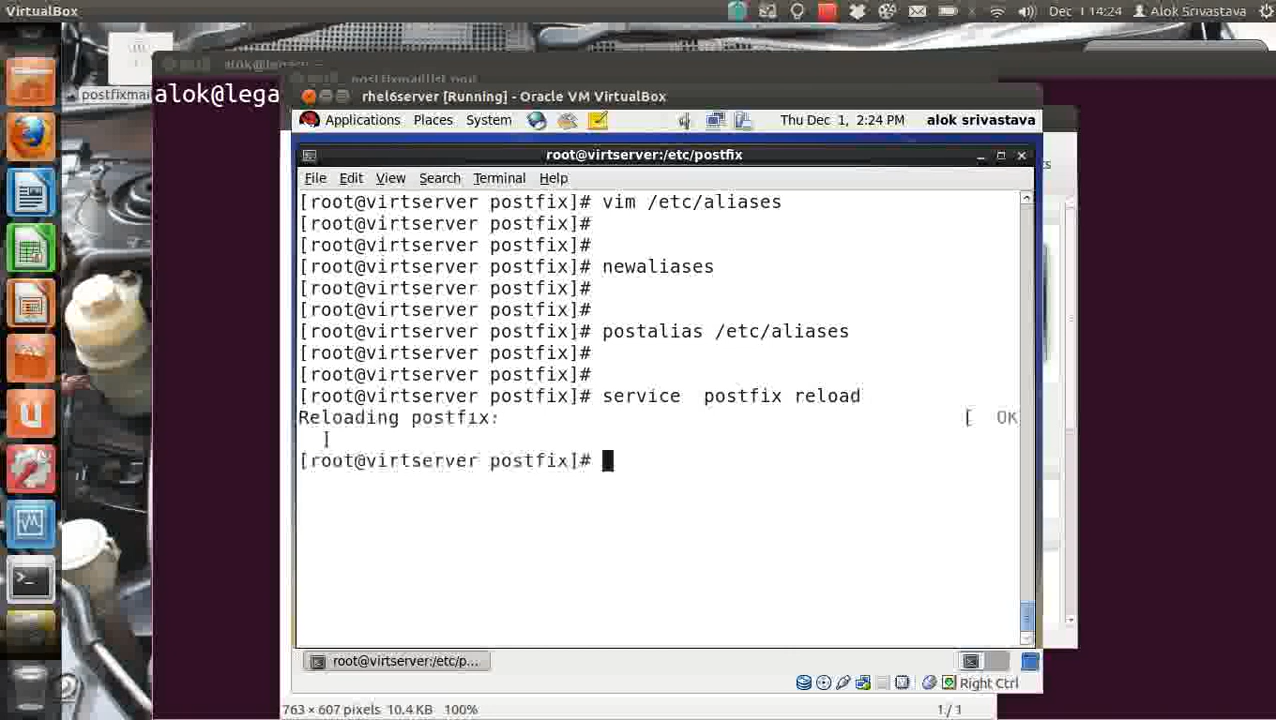 VirtualBox
Dec 1 14:24 Alok Srivastava
postfixmai
alok@lega
rhel6server [Running] - Oracle VM VirtualBox
Applications Places System
Thu Dec 1, 2:24 PM alok srivastava
root@virtserver:/etc/postfix
File Edit View Search Terminal Help
[root@virtserver postfix]# vim /etc/aliases
[root@virtserver postfix]#
[root@virtserver postfix]#
[root@virtserver postfix]# newaliases
[root@virtserver postfix]#
[root@virtserver postfix]#
[root@virtserver postfix]# postalias /etc/aliases
[root@virtserver postfix]#
[root@virtserver postfix]#
[root@virtserver postfix]# service  postfix reload
Reloading postfix: [ OK
]
[root@virtserver postfix]#
root@virtserver:/etc/p...
Right Ctrl
763 × 607 pixels 10.4 KB 100%
1 / 1